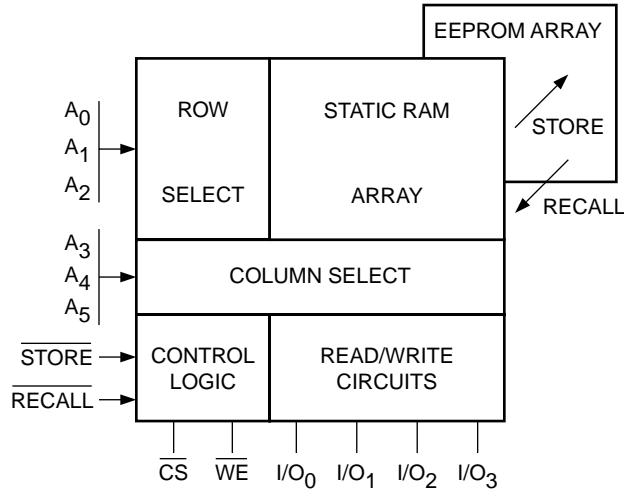 EEPROM ARRAY
ROW
STATIC RAM
A0
A1
A2
STORE
SELECT
ARRAY
RECALL
A3
A4
A5
COLUMN SELECT
STORE
RECALL
CONTROL
LOGIC
READ/WRITE
CIRCUITS
CS
WE
I/O0
I/O1
I/O2
I/O3